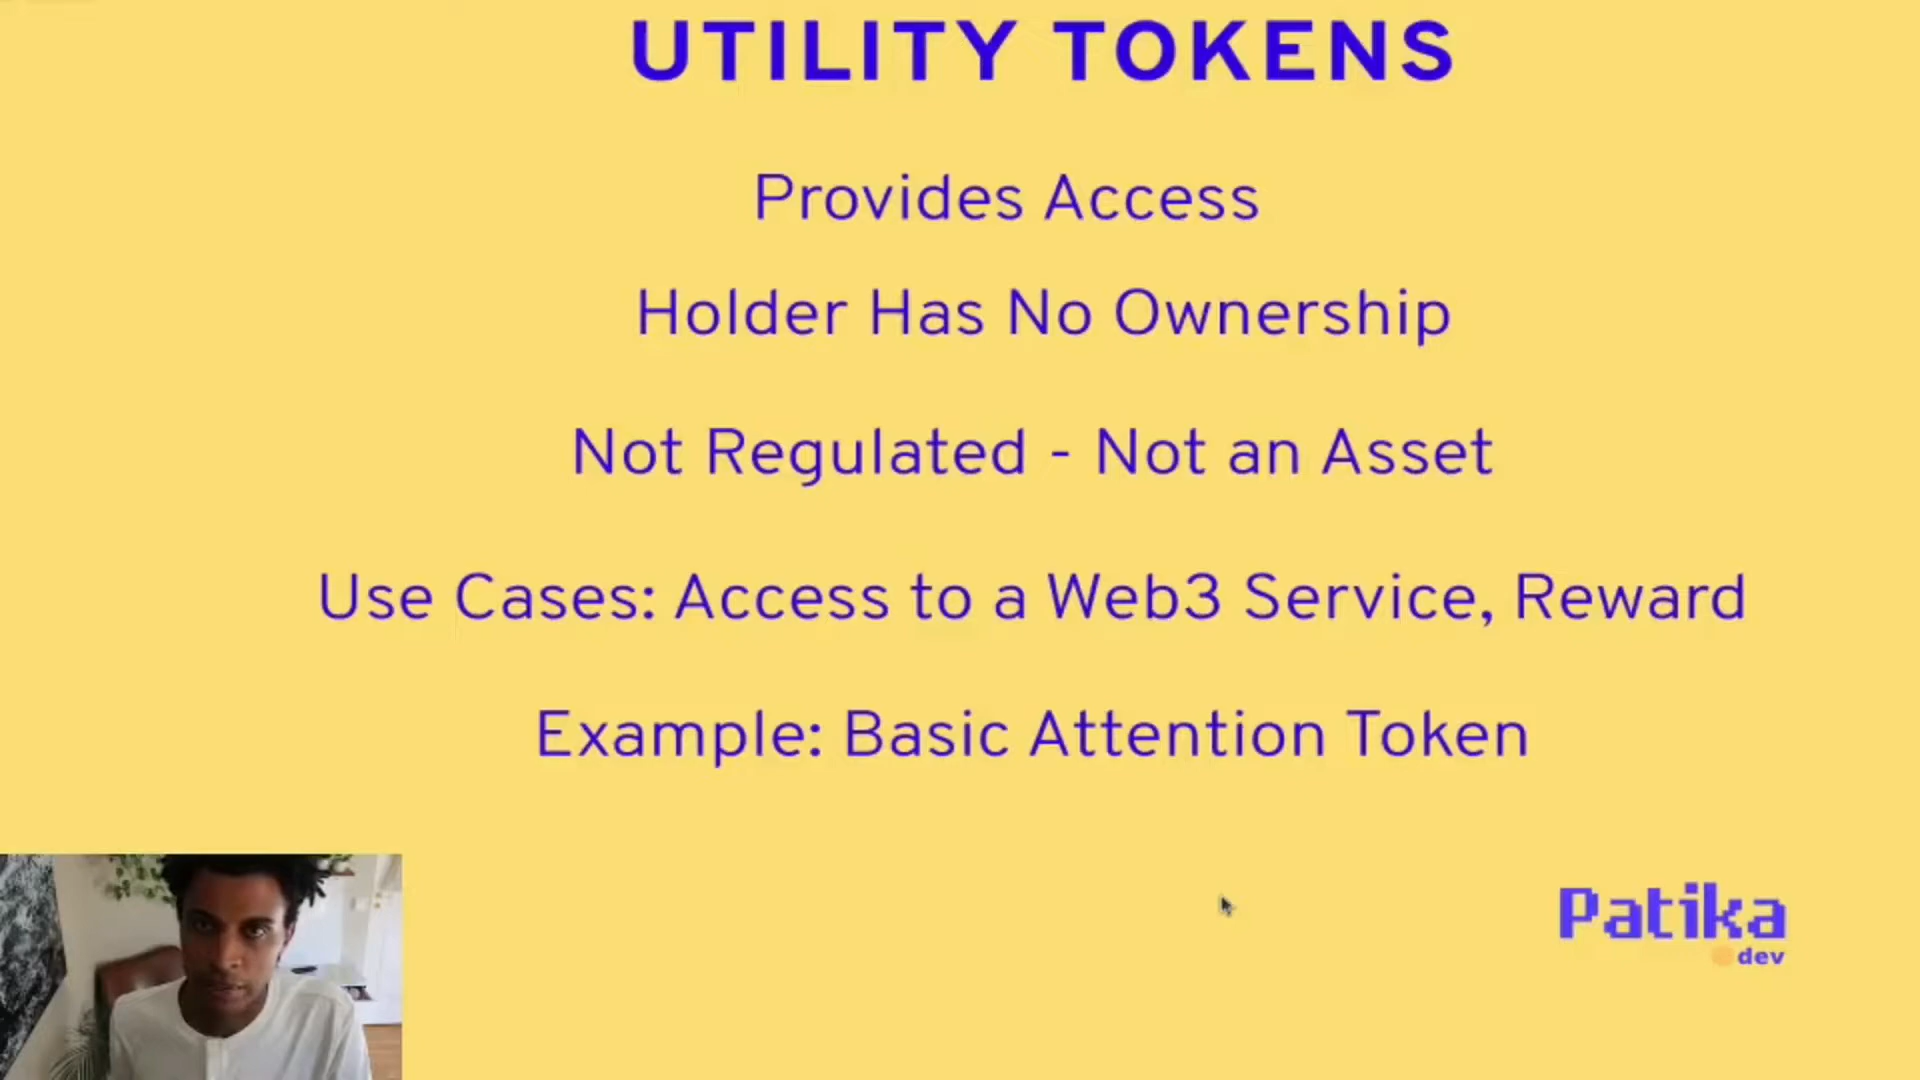 UTILITY TOKENS
Provides Access
Holder Has No Ownership
Not Regulated - Not an Asset
Use Cases: Access to a Web3 Service, Reward
Example: Basic Attention Token
Patika
dev